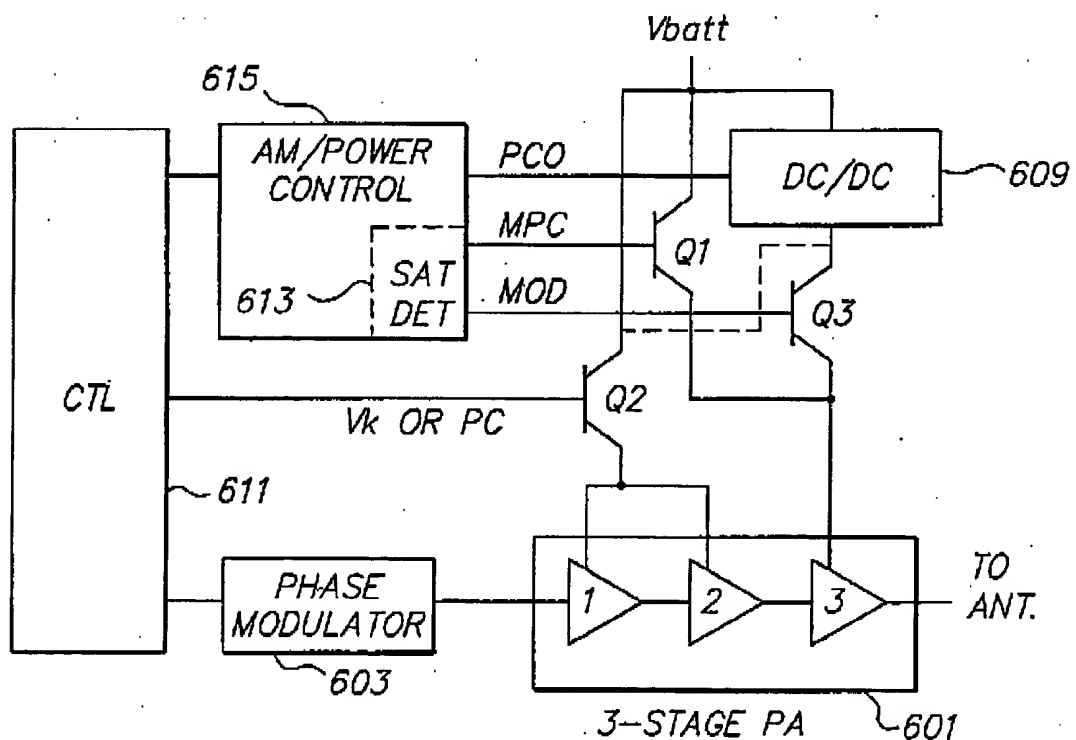 Vbatt
615
AM/POWER
CONTROL
PCO
DC/DC
609
MPC
Q1
SAT
DET
613
MOD
Q3
CTL
Q2
Vk OR PC
611
PHASE
MODULATOR
603
1
2
3
TO
ANT.
3-STAGE PA
601